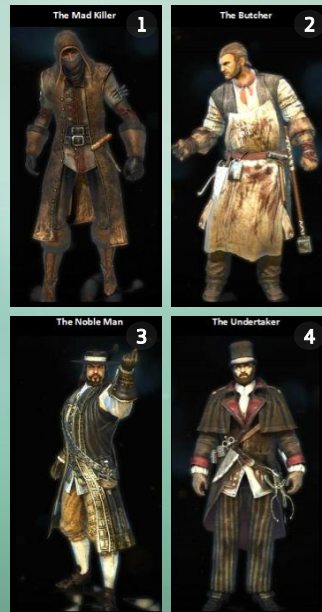 The Mad Killer
1
The Butcher
2
The Noble Man
3
The Undertaker
4